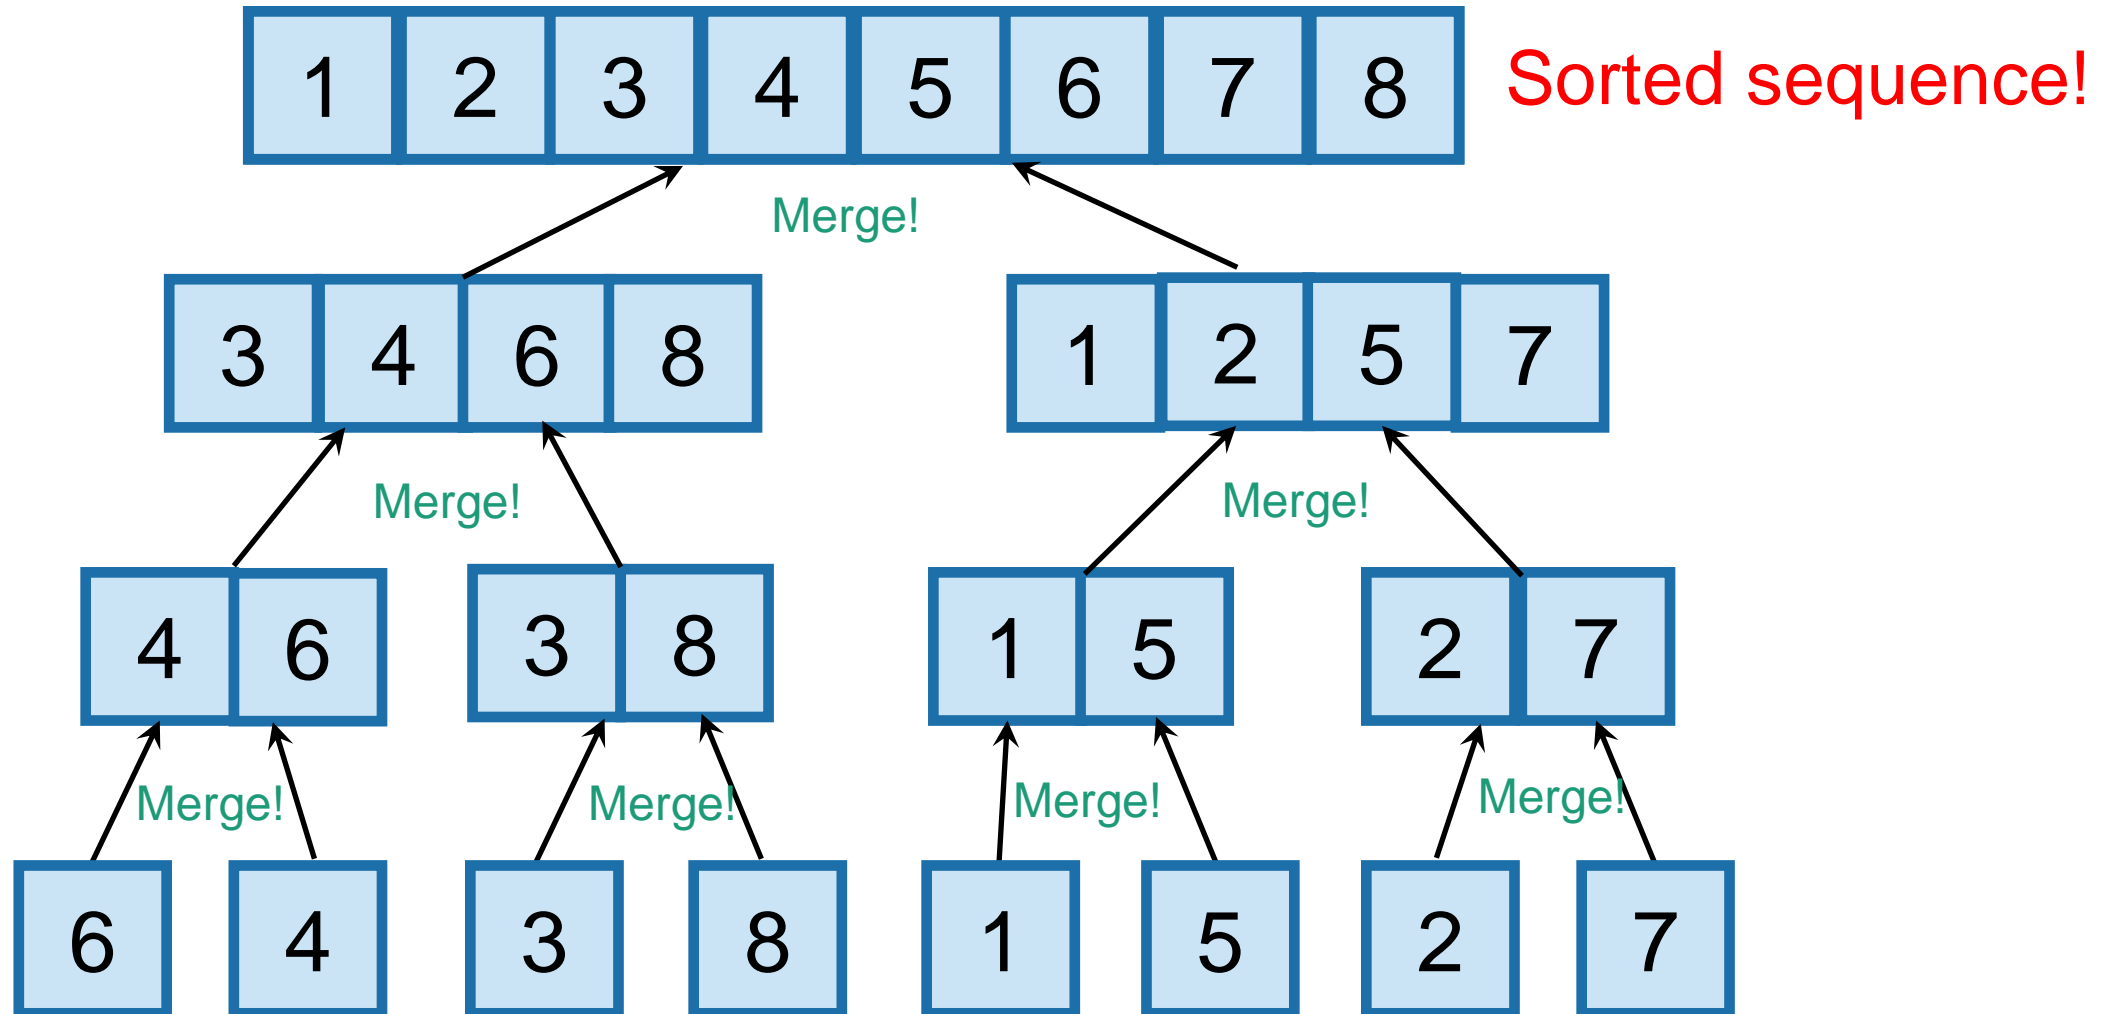 1 2 3 4 5 6 7 8 Sorted sequence!
Merge!
3 4 6 8 1 2 5 7
Merge! Merge!
4 6 3 8 1 5 2 7
Merge! Merge! Merge! Merge!
6 4 3 8 1 5 2 7